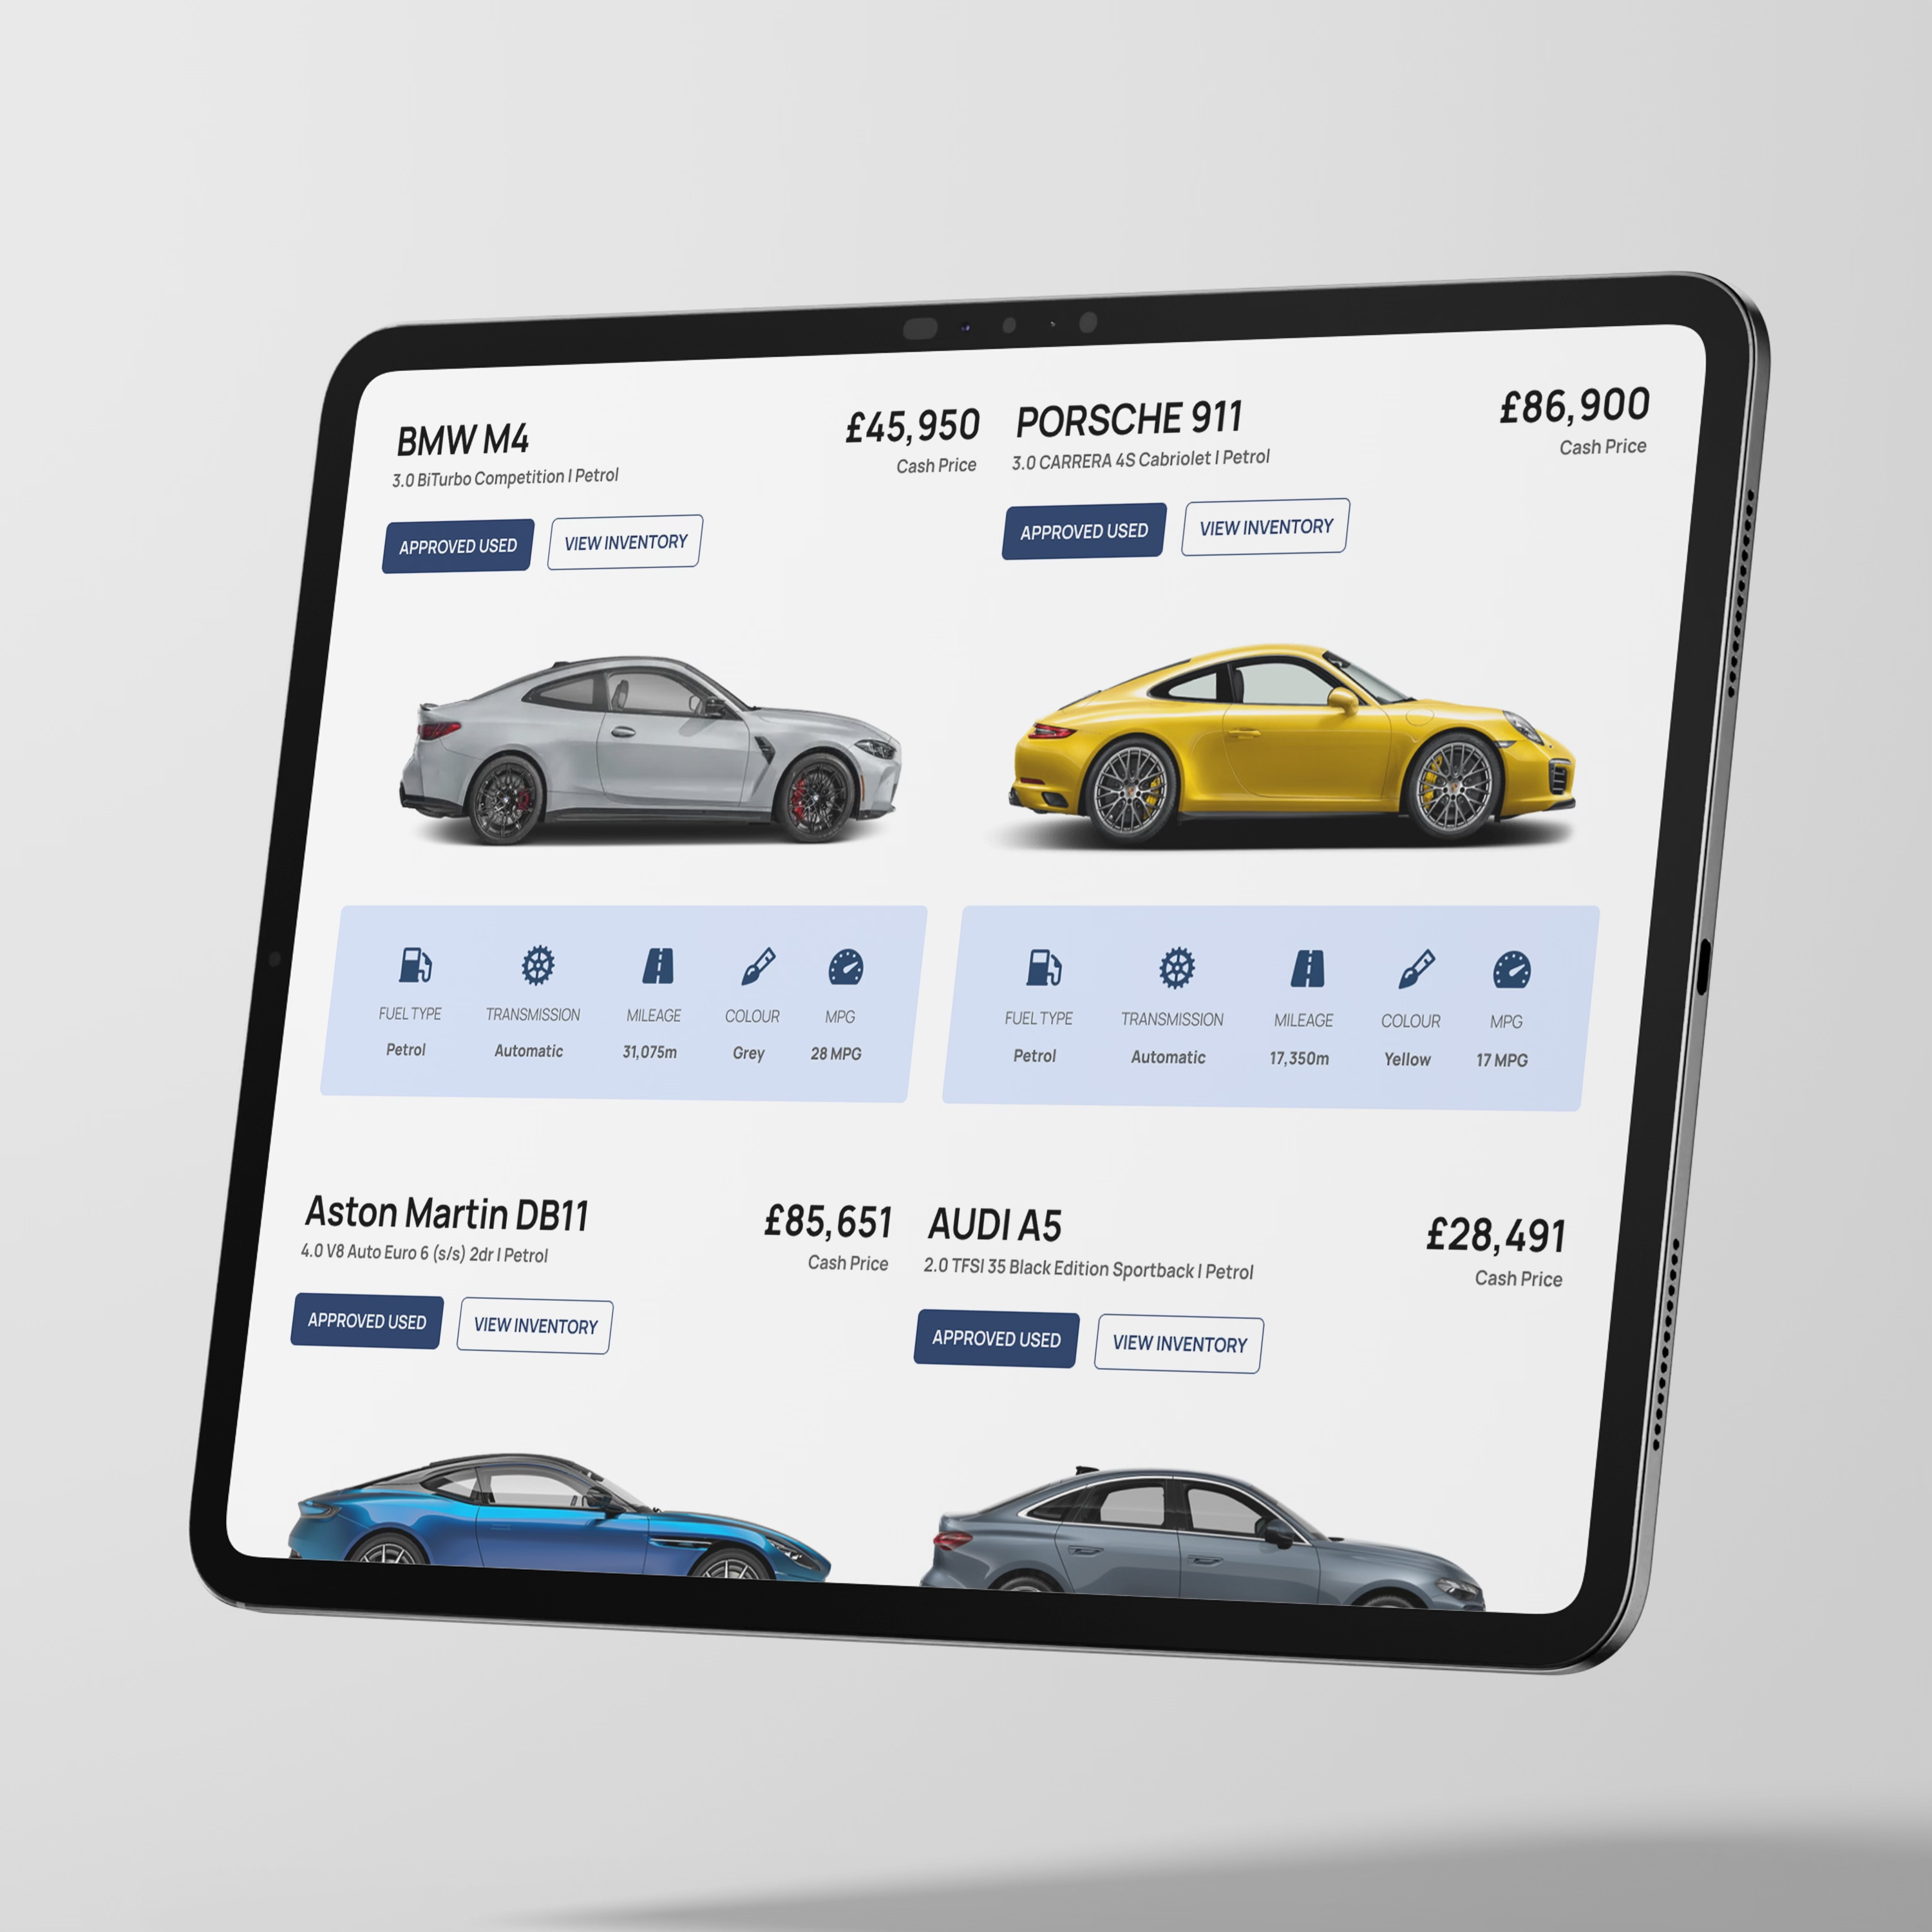 BMW M4
3.0 BiTurbo Competition | Petrol
£45,950
Cash Price
APPROVED USED
VIEW INVENTORY
PORSCHE 911
3.0 CARRERA 4S Cabriolet | Petrol
£86,900
Cash Price
APPROVED USED
VIEW INVENTORY
FUEL TYPE TRANSMISSION MILEAGE COLOUR MPG
Petrol Automatic 31,075m Grey 28 MPG
FUEL TYPE TRANSMISSION MILEAGE COLOUR MPG
Petrol Automatic 17,350m Yellow 17 MPG
Aston Martin DB11
4.0 V8 Auto Euro 6 (s/s) 2dr | Petrol
£85,651
Cash Price
APPROVED USED
VIEW INVENTORY
AUDI A5
2.0 TFSI 35 Black Edition Sportback | Petrol
£28,491
Cash Price
APPROVED USED
VIEW INVENTORY